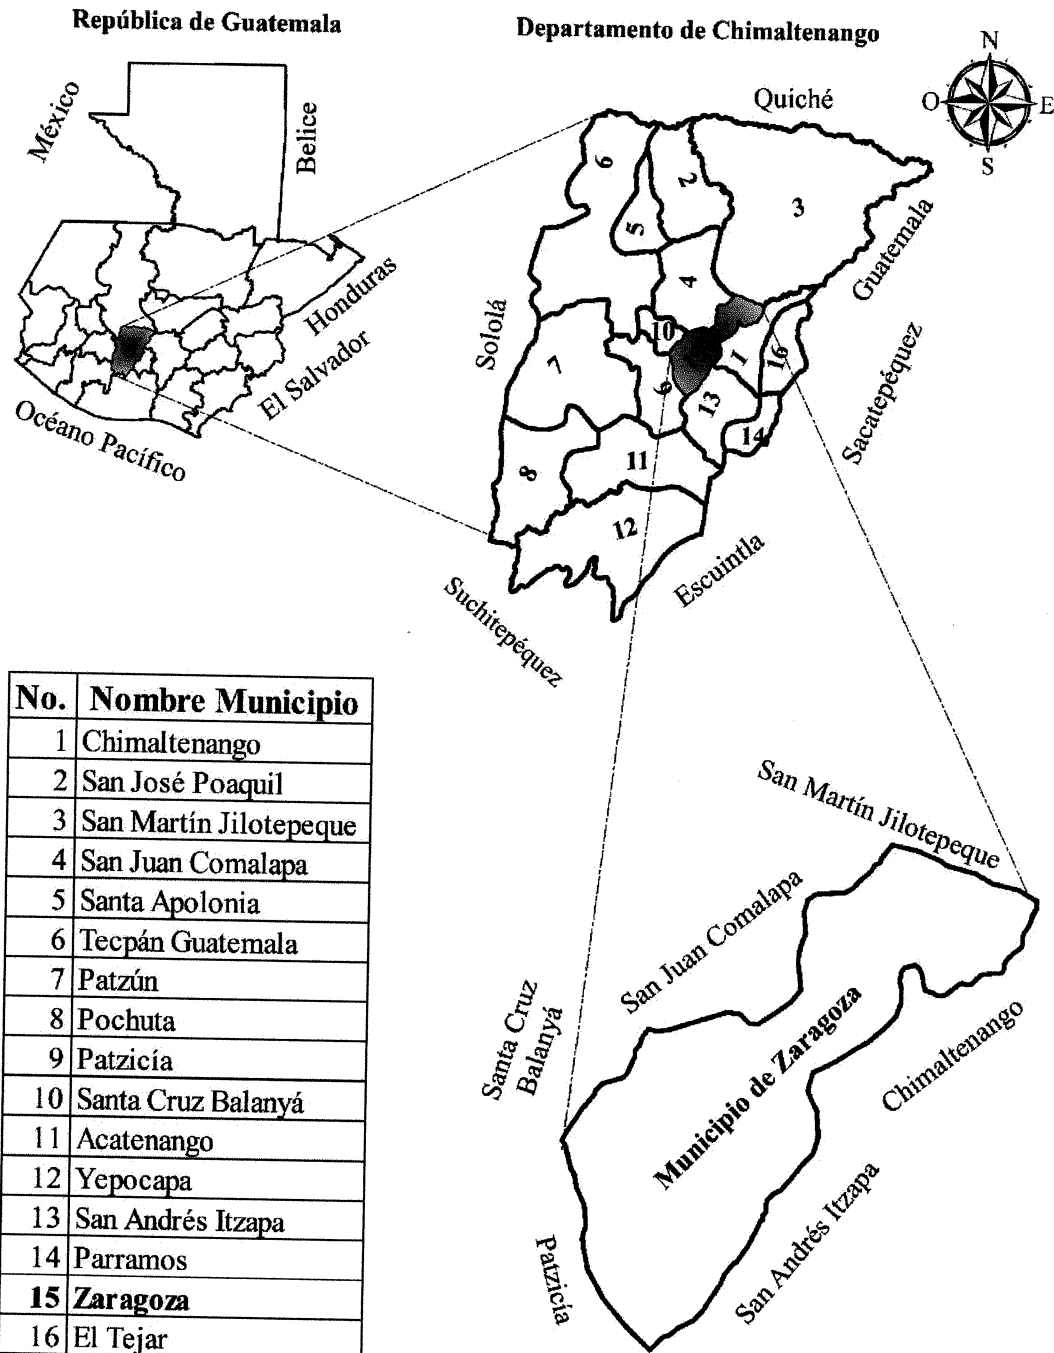 República de Guatemala
México
Belice
Honduras
El Salvador
Océano Pacífico
Departamento de Chimaltenango
N
O
E
S
Quiché
Guatemala
Sololá
Sacatepéquez
Escuintla
Suchitepéquez
6
2
3
5
4
10
1
16
7
9
13
14
8
11
12
No. Nombre Municipio
1 Chimaltenango
2 San José Poaquil
3 San Martín Jilotepeque
4 San Juan Comalapa
5 Santa Apolonia
6 Tecpán Guatemala
7 Patzún
8 Pochuta
9 Patzicía
10 Santa Cruz Balanyá
11 Acatenango
12 Yepocapa
13 San Andrés Itzapa
14 Parramos
15 Zaragoza
16 El Tejar
San Martín Jilotepeque
San Juan Comalapa
Santa Cruz
Balanyá
Municipio de Zaragoza
Chimaltenango
San Andrés Itzapa
Patzicía